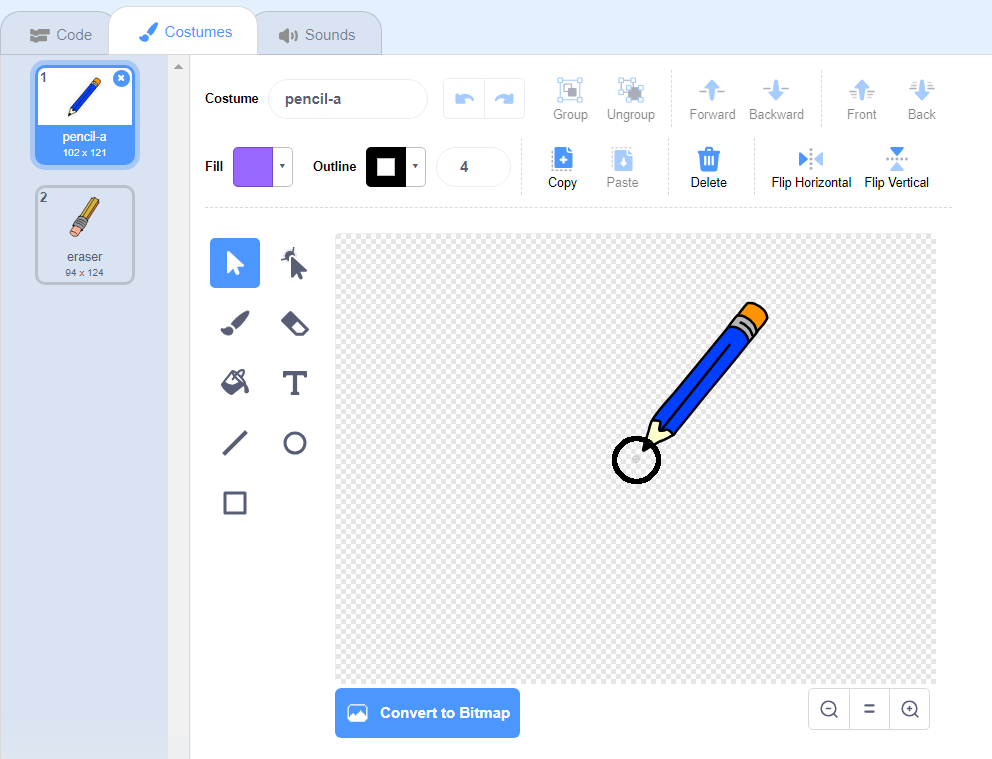 Code
Costumes
Sounds
1
pencil-a
102 x 121
2
eraser
94 x 124
Costume
pencil-a
Group
Ungroup
Forward
Backward
Front
Back
Fill
Outline
4
Copy
Paste
Delete
Flip Horizontal
Flip Vertical
T
Convert to Bitmap